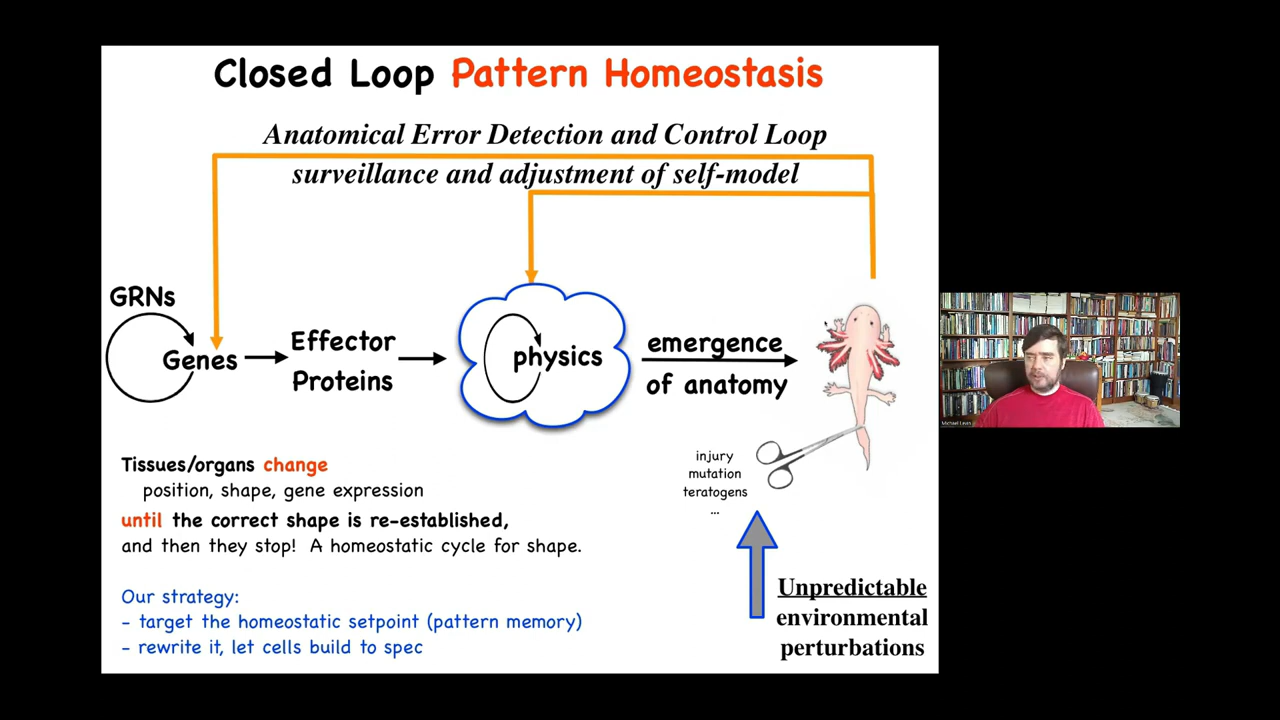 Closed Loop Pattern Homeostasis
Anatomical Error Detection and Control Loop
surveillance and adjustment of self-model
GRNs
Genes
Effector
Proteins
physics
emergence
of anatomy
Tissues/organs change
position, shape, gene expression
until the correct shape is re-established,
and then they stop! A homeostatic cycle for shape.
Our strategy:
- target the homeostatic setpoint (pattern memory)
- rewrite it, let cells build to spec
injury
mutation
teratogens
...
Unpredictable
environmental
perturbations
Michael Levin